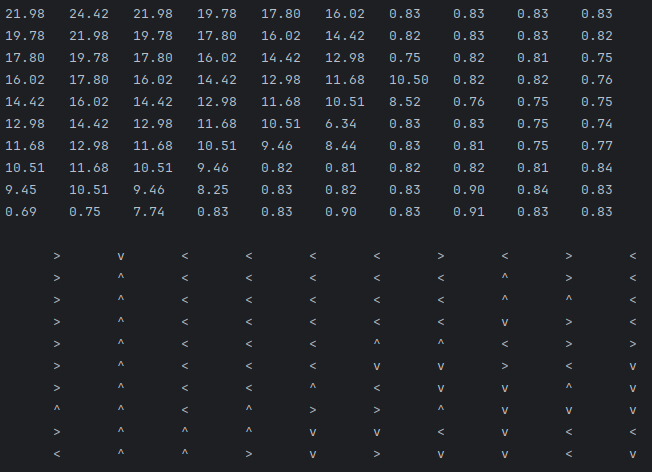 21.98 24.42 21.98 19.78 17.80 16.02 0.83 0.83 0.83 0.83
19.78 21.98 19.78 17.80 16.02 14.42 0.82 0.83 0.83 0.82
17.80 19.78 17.80 16.02 14.42 12.98 0.75 0.82 0.81 0.75
16.02 17.80 16.02 14.42 12.98 11.68 10.50 0.82 0.82 0.76
14.42 16.02 14.42 12.98 11.68 10.51 8.52 0.76 0.75 0.75
12.98 14.42 12.98 11.68 10.51 6.34 0.83 0.83 0.75 0.74
11.68 12.98 11.68 10.51 9.46 8.44 0.83 0.81 0.75 0.77
10.51 11.68 10.51 9.46 0.82 0.81 0.82 0.82 0.81 0.84
9.45 10.51 9.46 8.25 0.83 0.82 0.83 0.90 0.84 0.83
0.69 0.75 7.74 0.83 0.83 0.90 0.83 0.91 0.83 0.83
> v < < < < > < > <
> ^ < < < < < ^ > <
> ^ < < < < < ^ ^ <
> ^ < < < < < v > <
> ^ < < < ^ ^ < > >
> ^ < < < v v > < v
> ^ < < ^ < v v ^ v
^ ^ < ^ > > ^ v v v
> ^ ^ ^ v v < v < <
< ^ ^ > v > < v < v